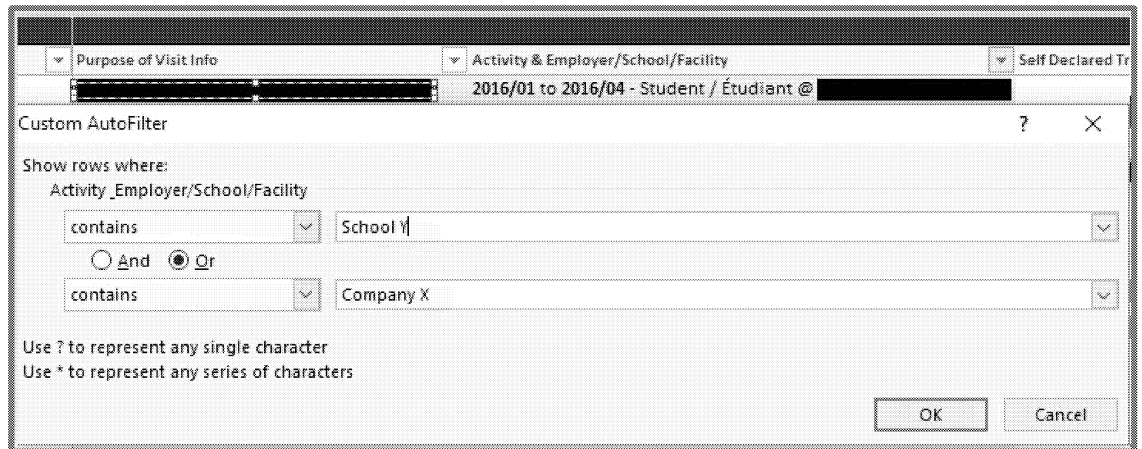 Purpose of Visit Info Activity & Employer/School/Facility Self Declared Tr
2016/01 to 2016/04 - Student / Étudiant @
Custom AutoFilter ? ×
Show rows where:
Activity _Employer/School/Facility
contains School Y
And Or
contains Company X
Use ? to represent any single character
Use * to represent any series of characters
OK Cancel